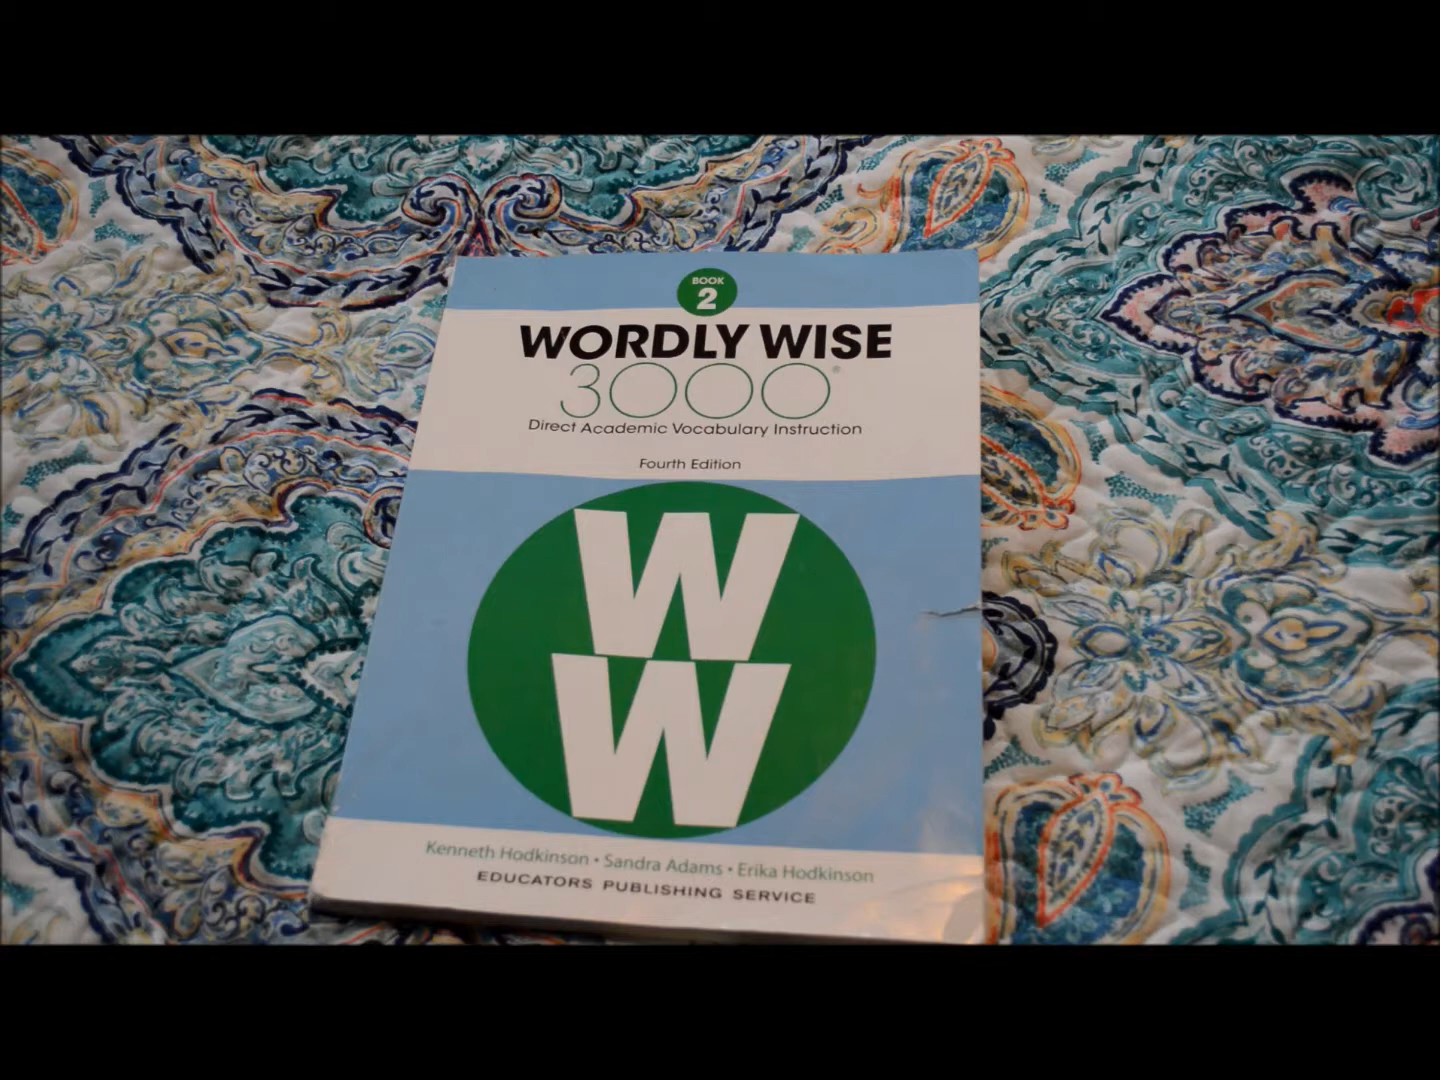 BOOK
2
WORDLY WISE
3000®
Direct Academic Vocabulary Instruction
Fourth Edition
W
W
Kenneth Hodkinson • Sandra Adams • Erika Hodkinson
EDUCATORS PUBLISHING SERVICE